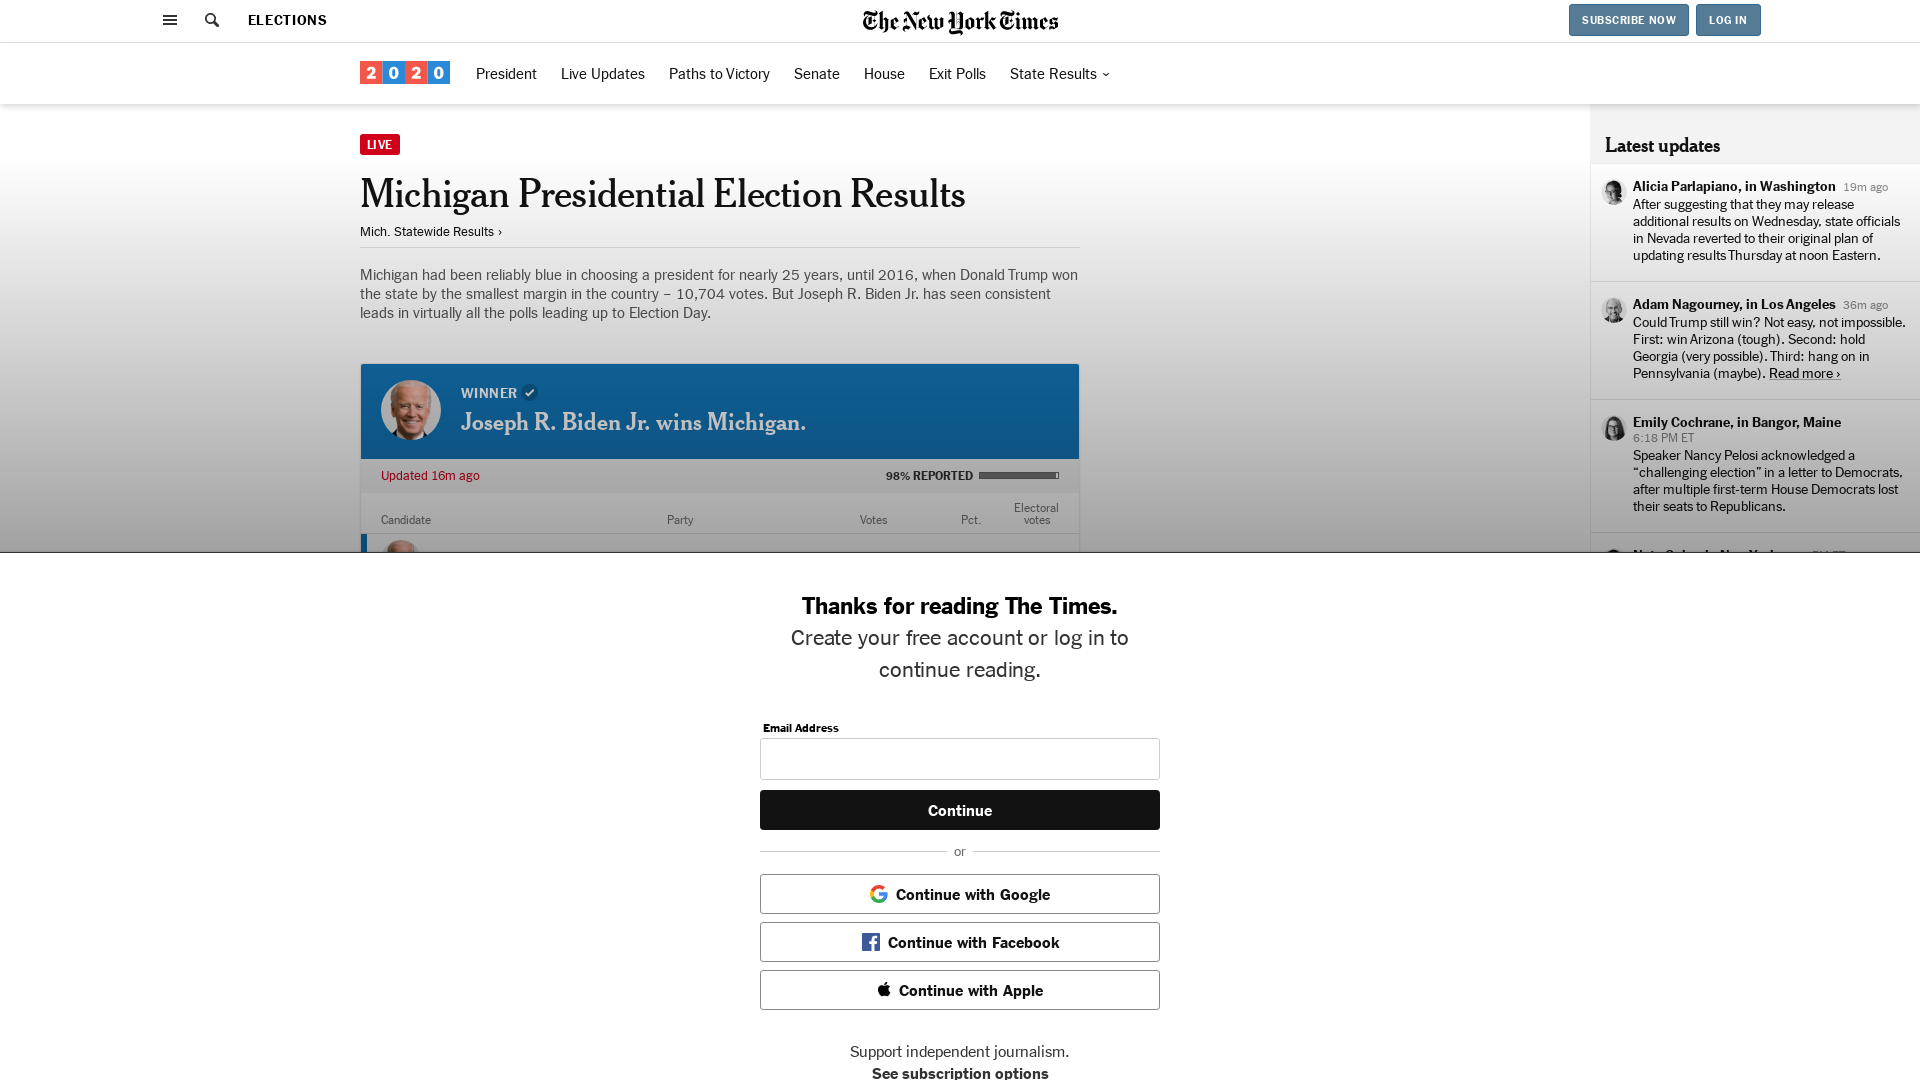 ELECTIONS
The New York Times
SUBSCRIBE NOW
LOG IN
2020
President
Live Updates
Paths to Victory
Senate
House
Exit Polls
State Results
LIVE
Michigan Presidential Election Results
Mich. Statewide Results ›
Michigan had been reliably blue in choosing a president for nearly 25 years, until 2016, when Donald Trump won
the state by the smallest margin in the country – 10,704 votes. But Joseph R. Biden Jr. has seen consistent
leads in virtually all the polls leading up to Election Day.
WINNER
Joseph R. Biden Jr. wins Michigan.
Updated 16m ago
98% REPORTED
Candidate
Party
Votes
Pct.
Electoral
votes
Latest updates
Alicia Parlapiano, in Washington 19m ago
After suggesting that they may release
additional results on Wednesday, state officials
in Nevada reverted to their original plan of
updating results Thursday at noon Eastern.
Adam Nagourney, in Los Angeles 36m ago
Could Trump still win? Not easy, not impossible.
First: win Arizona (tough). Second: hold
Georgia (very possible). Third: hang on in
Pennsylvania (maybe). Read more ›
Emily Cochrane, in Bangor, Maine
6:18 PM ET
Speaker Nancy Pelosi acknowledged a
“challenging election” in a letter to Democrats,
after multiple first-term House Democrats lost
their seats to Republicans.
Thanks for reading The Times.
Create your free account or log in to
continue reading.
Email Address
Continue
or
Continue with Google
Continue with Facebook
Continue with Apple
Support independent journalism.
See subscription options